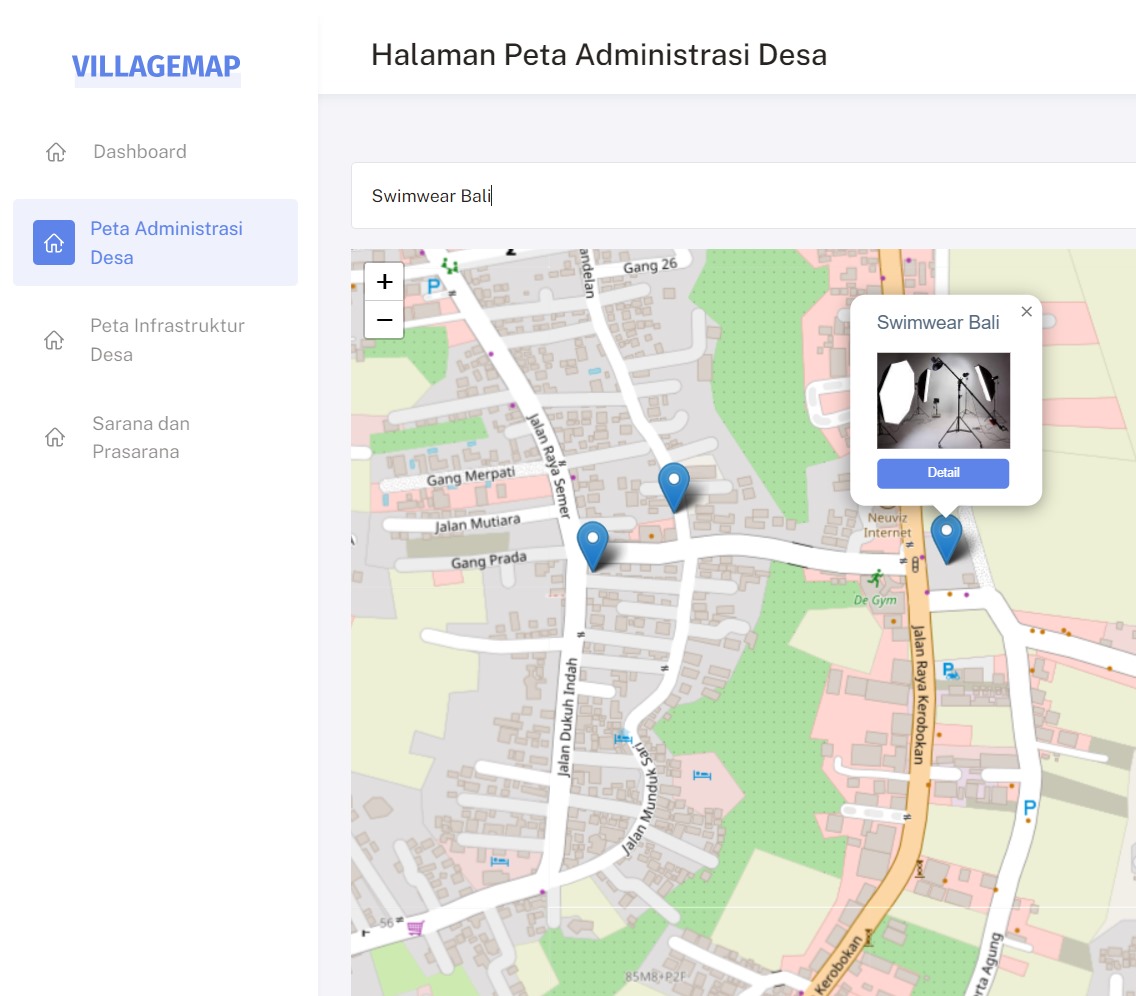 VILLAGEMAP
Halaman Peta Administrasi Desa
Dashboard
Peta Administrasi
Desa
Peta Infrastruktur
Desa
Sarana dan
Prasarana
Swimwear Bali
+
−
P
andelan
Gang 26
Swimwear Bali
×
Detail
Jalan Raya Semer
Gang Merpati
Jalan Mutiara
Gang Prada
Neuviz
Internet
De Gym
Jalan Raya Kerobokan
P
Jalan Dukuh Indah
Jalan Munduk Sari
P
56
85M8+P2F
Kerobokan
rta Agung